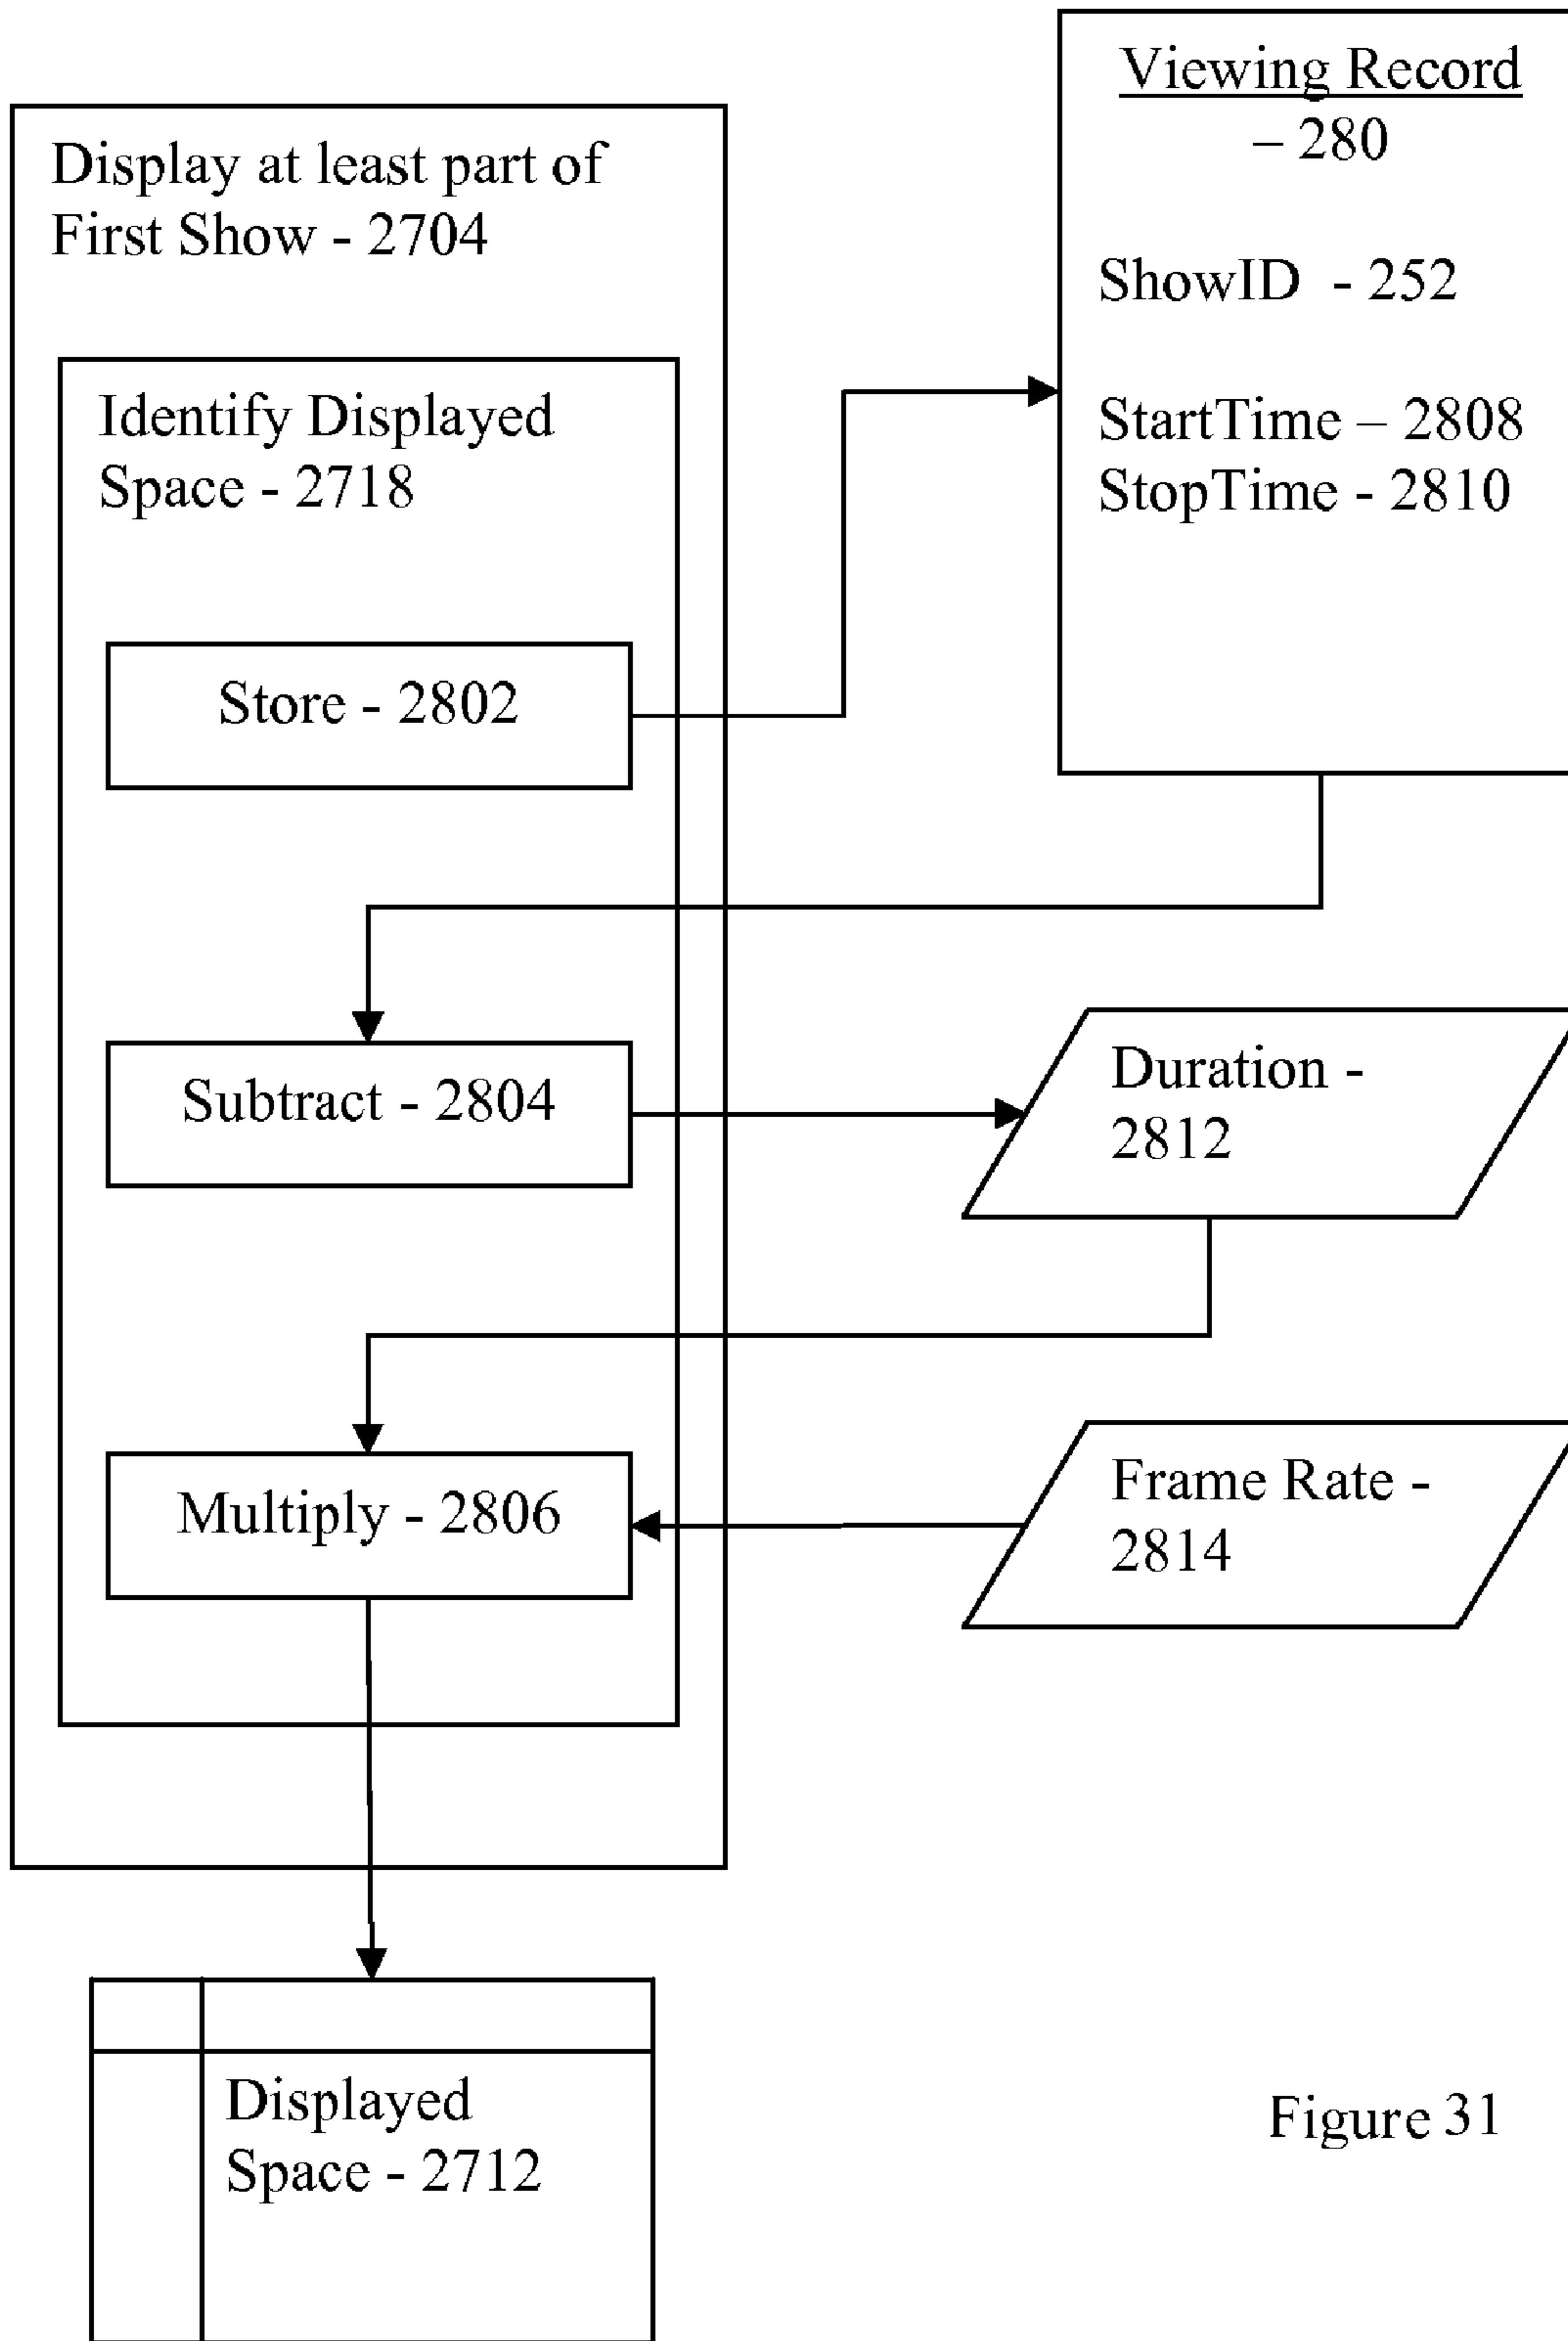 Display at least part of
First Show - 2704
Identify Displayed
Space - 2718
Store - 2802
Subtract - 2804
Multiply - 2806
Displayed
Space - 2712
Viewing Record
– 280
ShowID - 252
StartTime – 2808
StopTime - 2810
Duration -
2812
Frame Rate -
2814
Figure 31